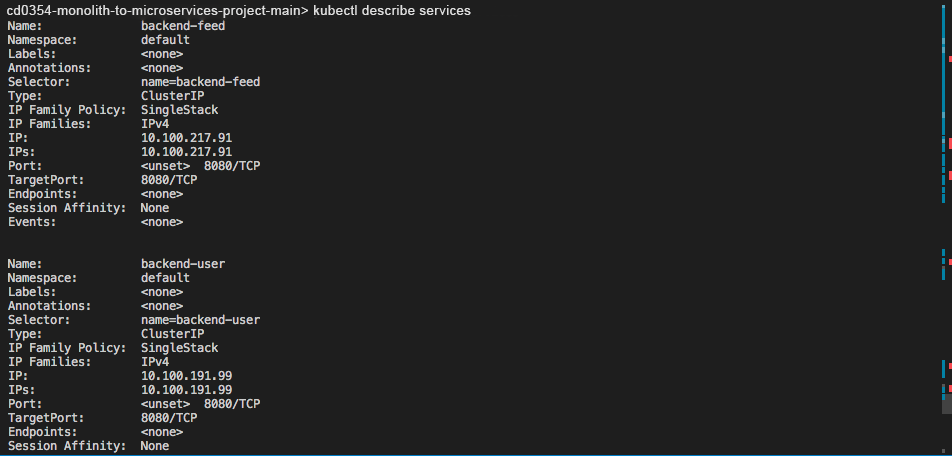 cd0354-monolith-to-microservices-project-main> kubectl describe services
Name:              backend-feed
Namespace:         default
Labels:            <none>
Annotations:       <none>
Selector:          name=backend-feed
Type:              ClusterIP
IP Family Policy:  SingleStack
IP Families:       IPv4
IP:                10.100.217.91
IPs:               10.100.217.91
Port:              <unset>  8080/TCP
TargetPort:        8080/TCP
Endpoints:         <none>
Session Affinity:  None
Events:            <none>
Name:              backend-user
Namespace:         default
Labels:            <none>
Annotations:       <none>
Selector:          name=backend-user
Type:              ClusterIP
IP Family Policy:  SingleStack
IP Families:       IPv4
IP:                10.100.191.99
IPs:               10.100.191.99
Port:              <unset>  8080/TCP
TargetPort:        8080/TCP
Endpoints:         <none>
Session Affinity:  None